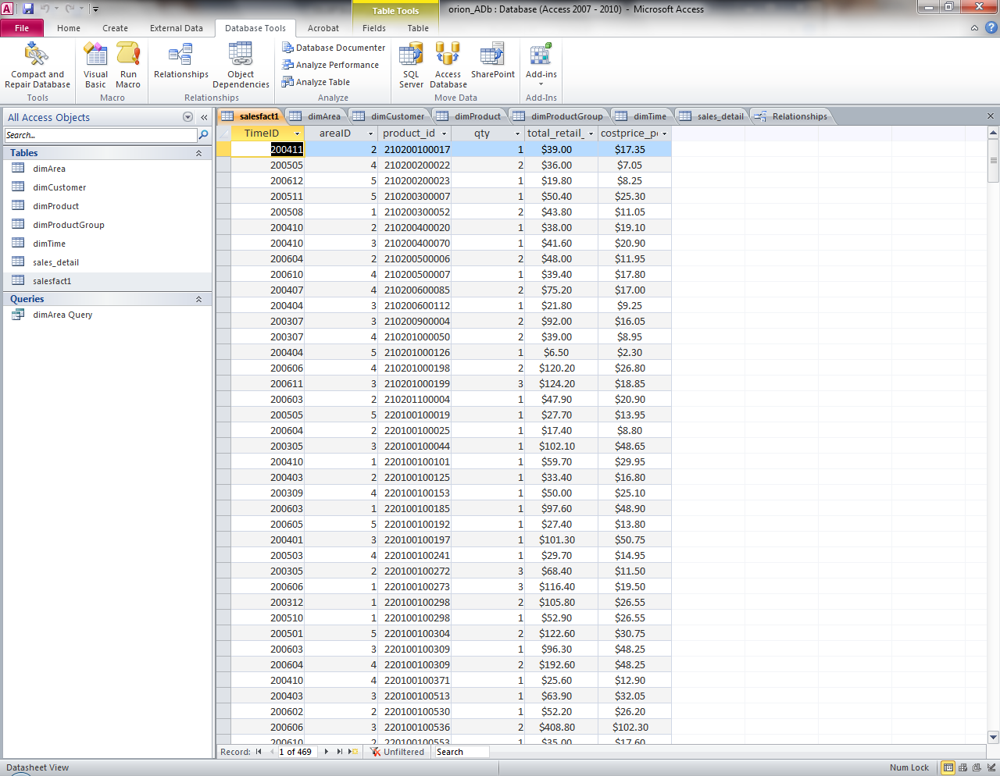 Table Tools
orion_ADb : Database (Access 2007 - 2010) - Microsoft Access
File Home Create External Data Database Tools Acrobat Fields Table
Compact and Repair Database
Visual Basic
Run Macro
Relationships
Object Dependencies
Database Documenter
Analyze Performance
Analyze Table
SQL Server
Access Database
SharePoint
Add-ins
Tools Macro Relationships Analyze Move Data Add-Ins
All Access Objects
Search...
Tables
dimArea
dimCustomer
dimProduct
dimProductGroup
dimTime
sales_detail
salesfact1
Queries
dimArea Query
salesfact1 dimArea dimCustomer dimProduct dimProductGroup dimTime sales_detail Relationships
TimeID areaID product_id qty total_retail_ costprice_p
200411 2 210200100017 1 $39.00 $17.35
200505 4 210200200022 2 $36.00 $7.05
200612 5 210200200023 1 $19.80 $8.25
200511 5 210200300007 1 $50.40 $25.30
200508 1 210200300052 2 $43.80 $11.05
200410 2 210200400020 1 $38.00 $19.10
200410 3 210200400070 1 $41.60 $20.90
200604 2 210200500006 2 $48.00 $11.95
200610 4 210200500007 1 $39.40 $17.80
200407 4 210200600085 2 $75.20 $17.00
200404 3 210200600112 1 $21.80 $9.25
200307 3 210200900004 2 $92.00 $16.05
200307 4 210201000050 2 $39.00 $8.95
200404 5 210201000126 1 $6.50 $2.30
200606 4 210201000198 2 $120.20 $26.80
200611 3 210201000199 3 $124.20 $18.85
200603 2 210201100004 1 $47.90 $20.90
200505 5 220100100019 1 $27.70 $13.95
200604 2 220100100025 1 $17.40 $8.80
200305 3 220100100044 1 $102.10 $48.65
200410 1 220100100101 1 $59.70 $29.95
200403 2 220100100125 1 $33.40 $16.80
200309 4 220100100153 1 $50.00 $25.10
200603 1 220100100185 1 $97.60 $48.90
200605 5 220100100192 1 $27.40 $13.80
200401 3 220100100197 1 $101.30 $50.75
200503 4 220100100241 1 $29.70 $14.95
200305 2 220100100272 3 $68.40 $11.50
200606 1 220100100273 3 $116.40 $19.50
200312 1 220100100298 2 $105.80 $26.55
200510 1 220100100298 1 $52.90 $26.55
200501 5 220100100304 2 $122.60 $30.75
200603 3 220100100309 1 $96.30 $48.25
200604 4 220100100309 2 $192.60 $48.25
200410 4 220100100371 1 $25.60 $12.90
200403 3 220100100513 1 $63.90 $32.05
200602 2 220100100530 1 $52.20 $26.20
200606 3 220100100536 2 $408.80 $102.30
200610 2 220100100553 1 $35.00 $17.60
Record: 1 of 469 Unfiltered Search
Datasheet View Num Lock